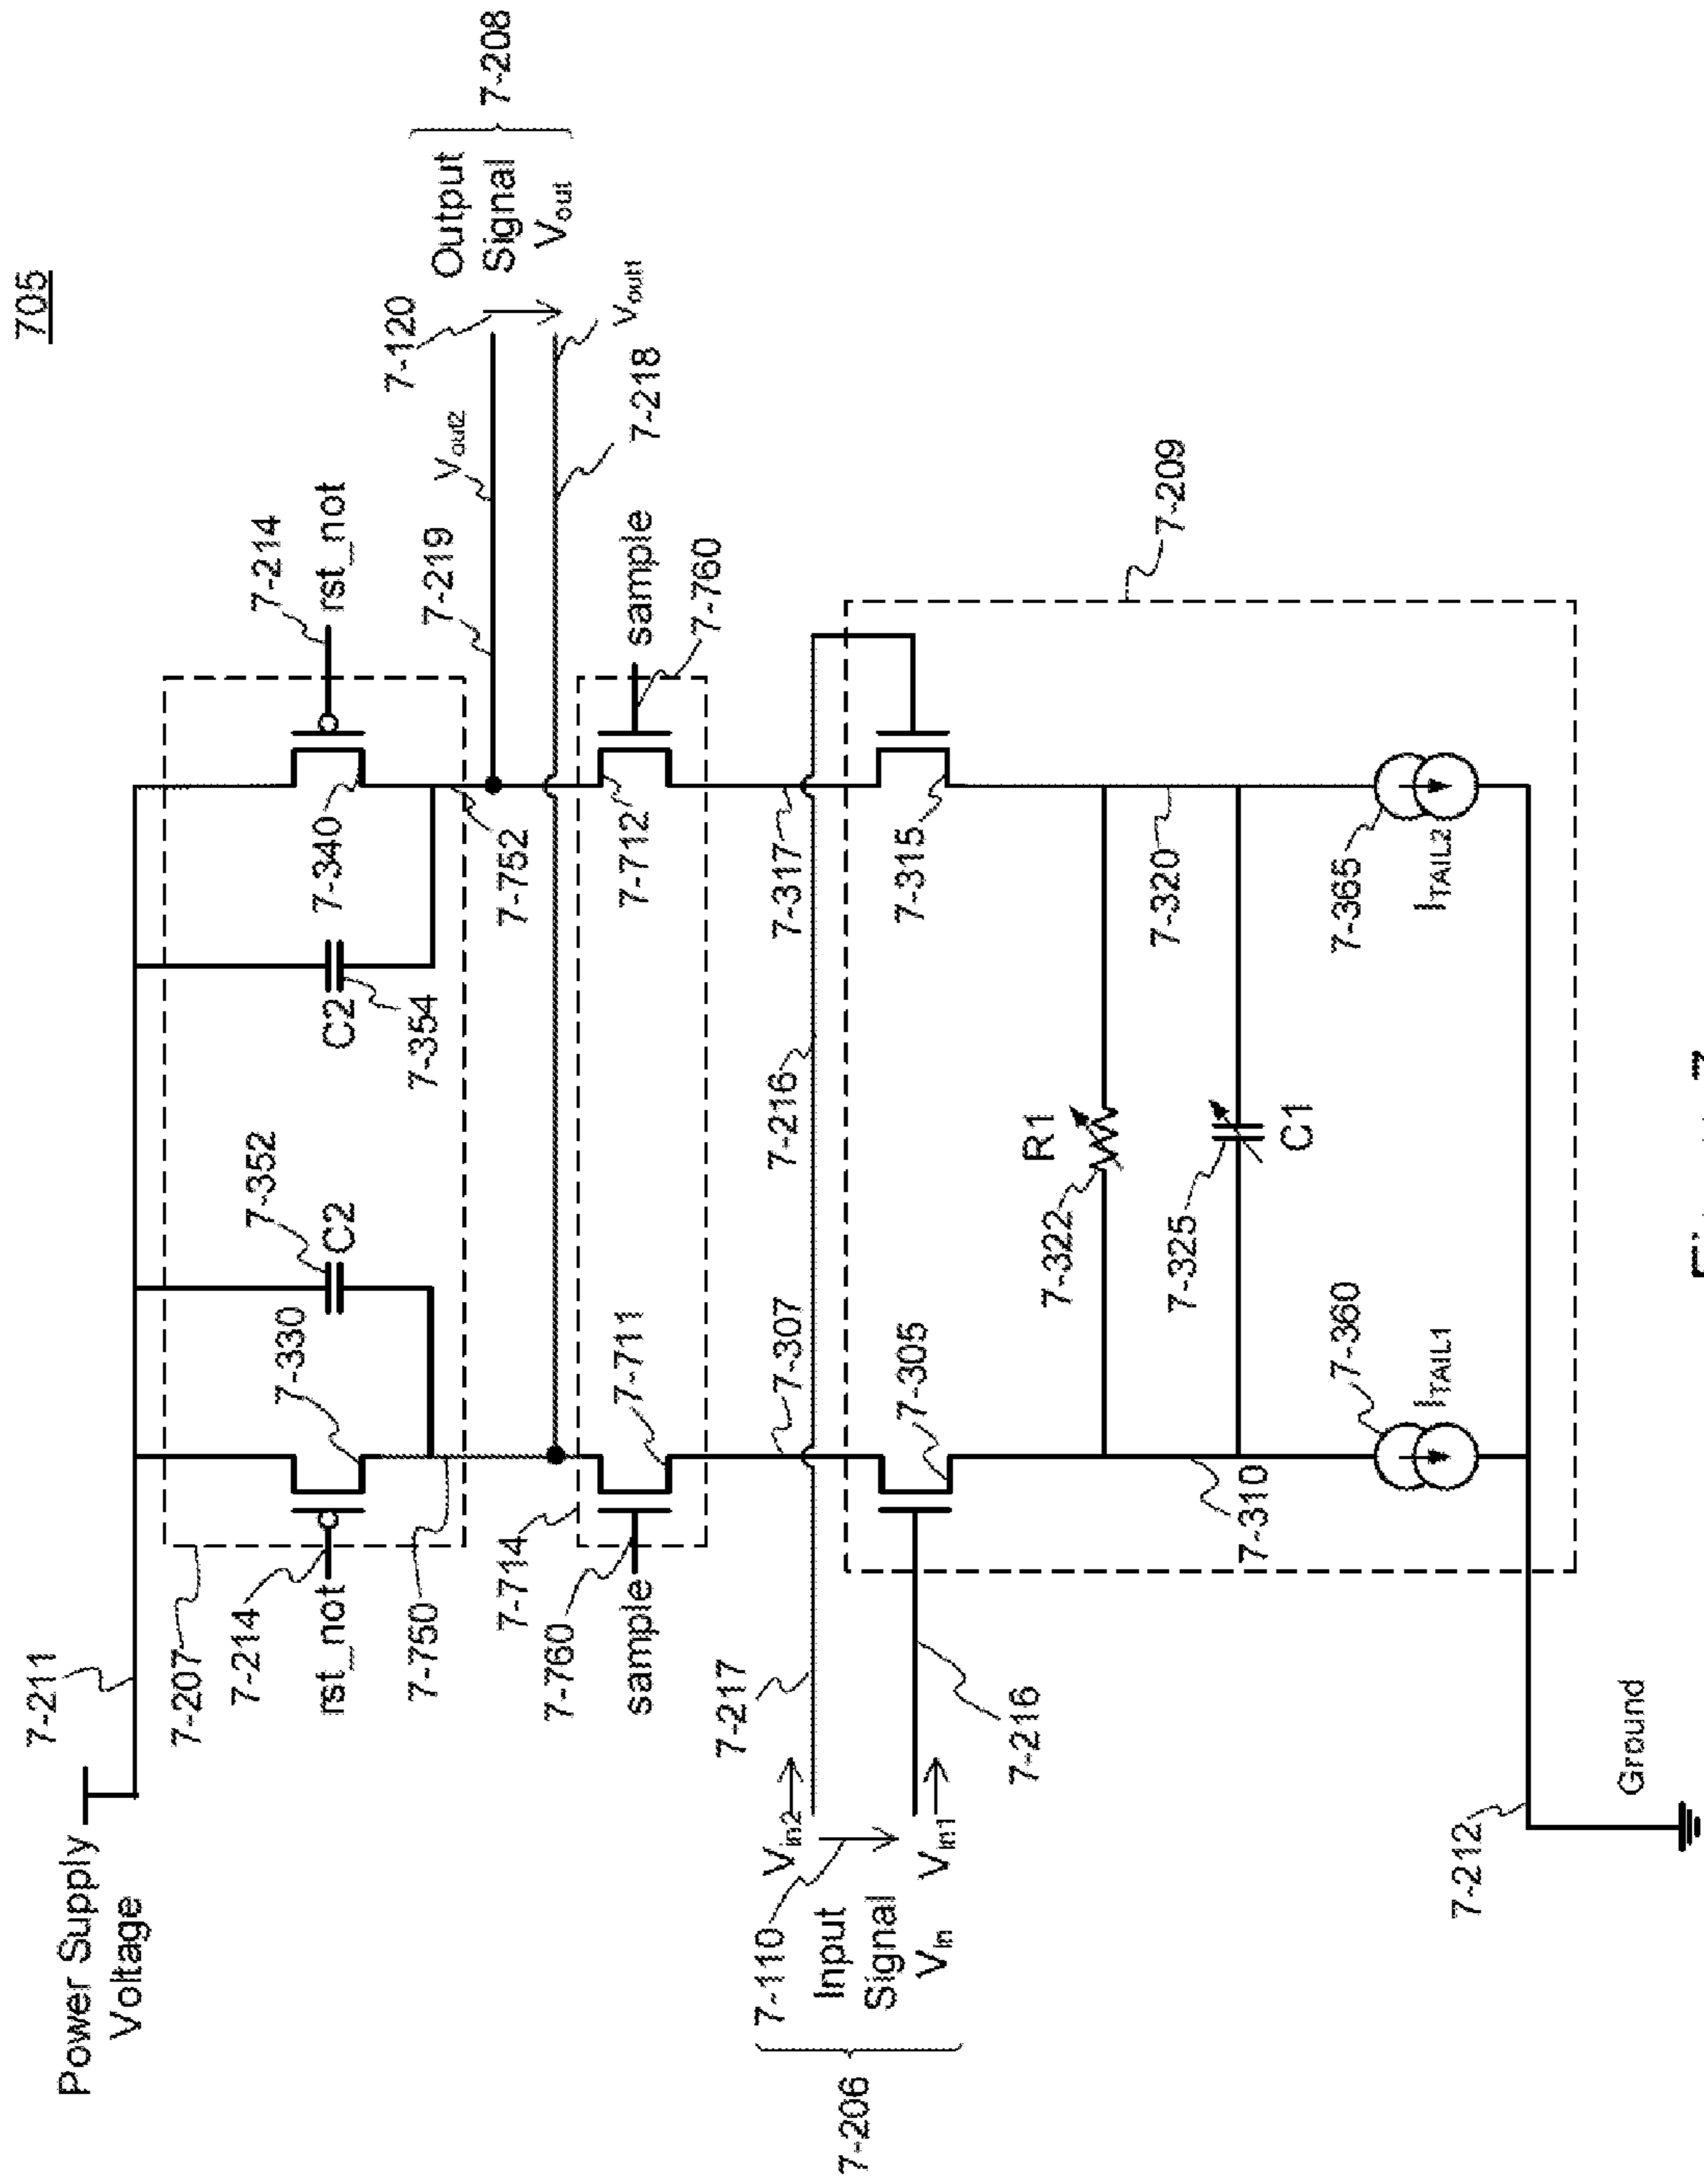 705
Power Supply
Voltage
7-211
7-207
7-214
rst_not
7-330
7-352
C2
C2
7-354
7-340
7-214
rst_not
7-750
7-752
7-219
Vout2
7-120
Output
Signal
Vout
7-208
Vout1
7-218
7-714
7-760
sample
7-711
7-712
sample
7-760
7-217
7-307
7-216
7-317
7-110
Vin2
Input
Signal
Vin
Vin1
7-206
7-216
7-305
7-315
7-209
R1
7-322
7-325
C1
7-310
7-320
7-360
ITAIL1
7-365
ITAIL2
7-212
Ground